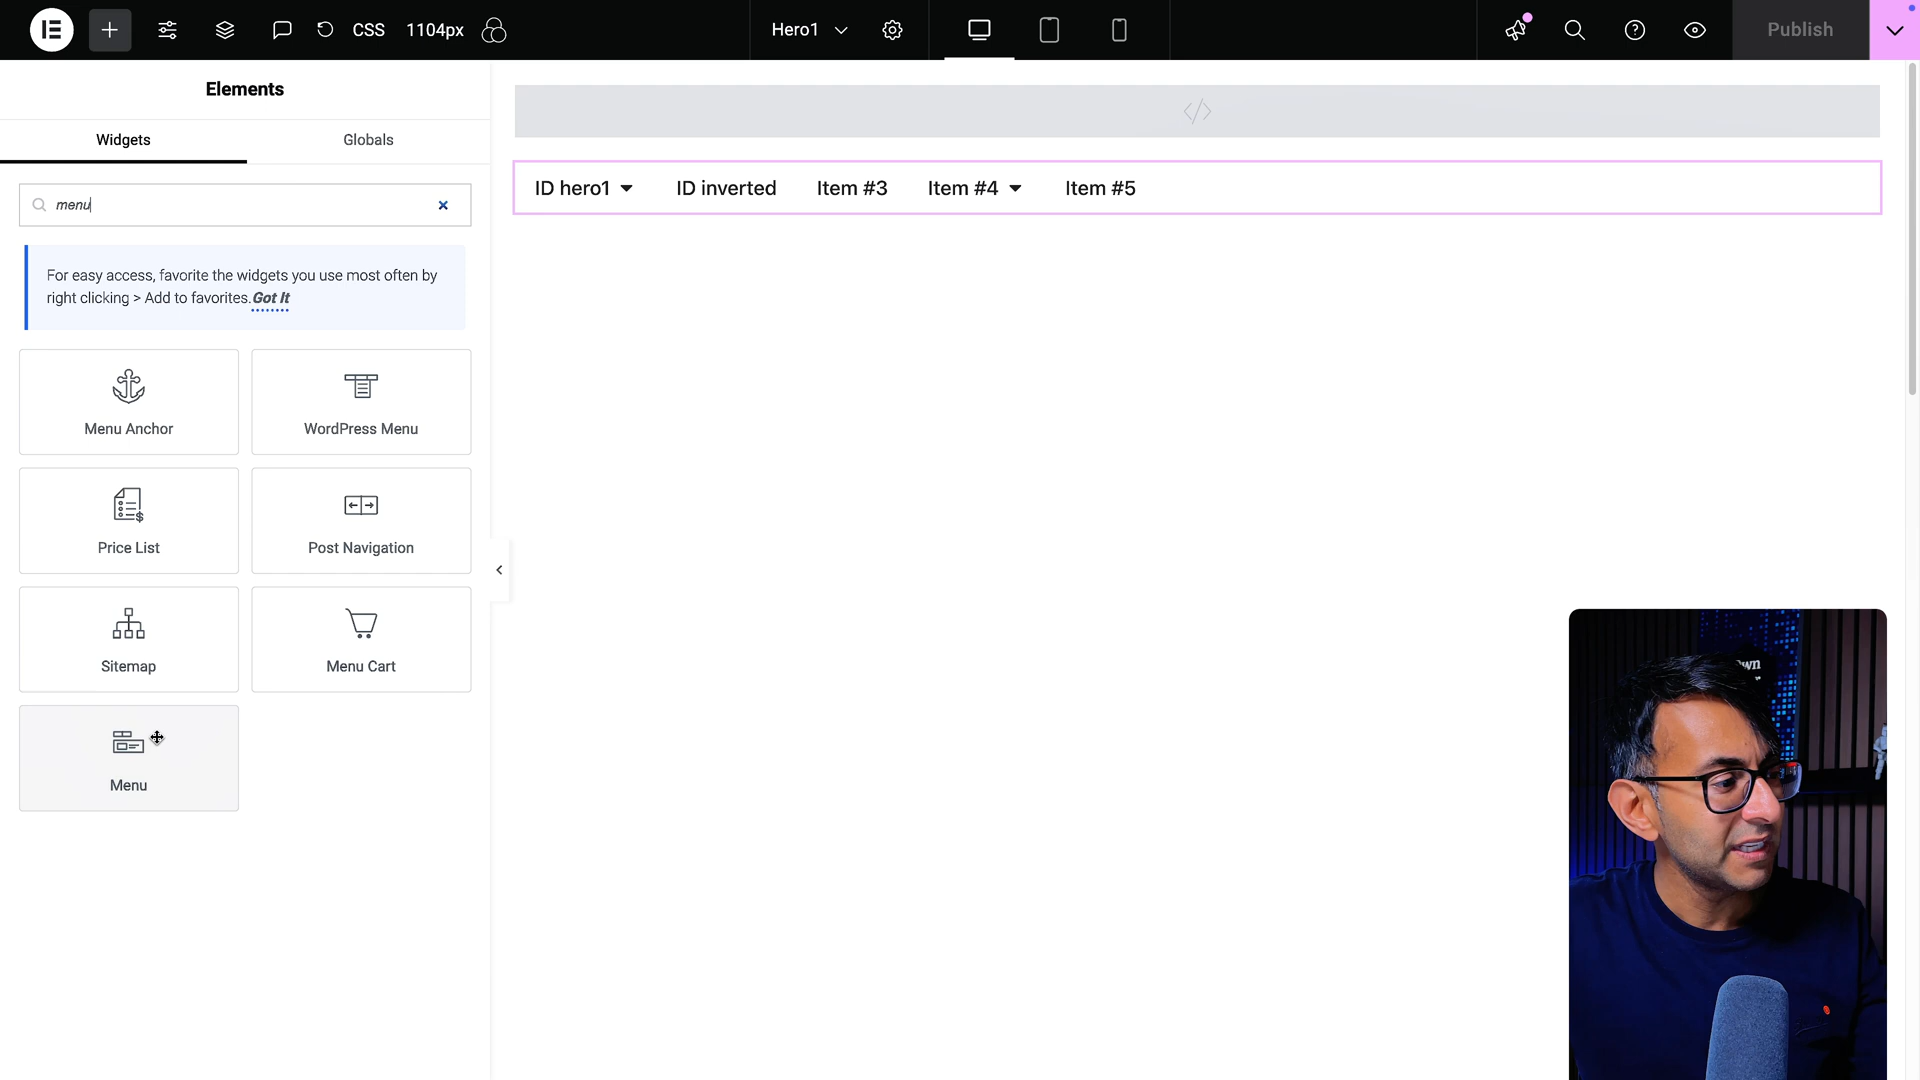 CSS 1104px Hero1 Publish
Elements
Widgets Globals
menu
For easy access, favorite the widgets you use most often by
right clicking > Add to favorites. Got It
Menu Anchor WordPress Menu
Price List Post Navigation
Sitemap Menu Cart
Menu
ID hero1 ID inverted Item #3 Item #4 Item #5